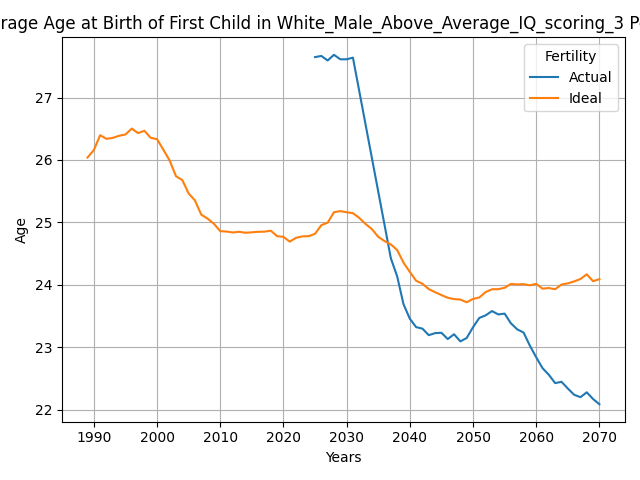 rage Age at Birth of First Child in White_Male_Above_Average_IQ_scoring_3 P
Fertility
Actual
Ideal
27
26
25
24
23
22
Age
1990 2000 2010 2020 2030 2040 2050 2060 2070
Years